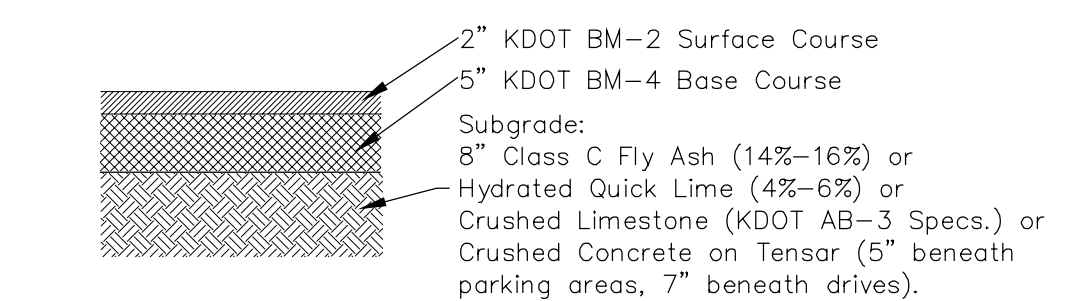 2” KDOT BM-2 Surface Course
5” KDOT BM-4 Base Course
Subgrade:
8” Class C Fly Ash (14%-16%) or
Hydrated Quick Lime (4%-6%) or
Crushed Limestone (KDOT AB-3 Specs.) or
Crushed Concrete on Tensar (5” beneath
parking areas, 7” beneath drives).